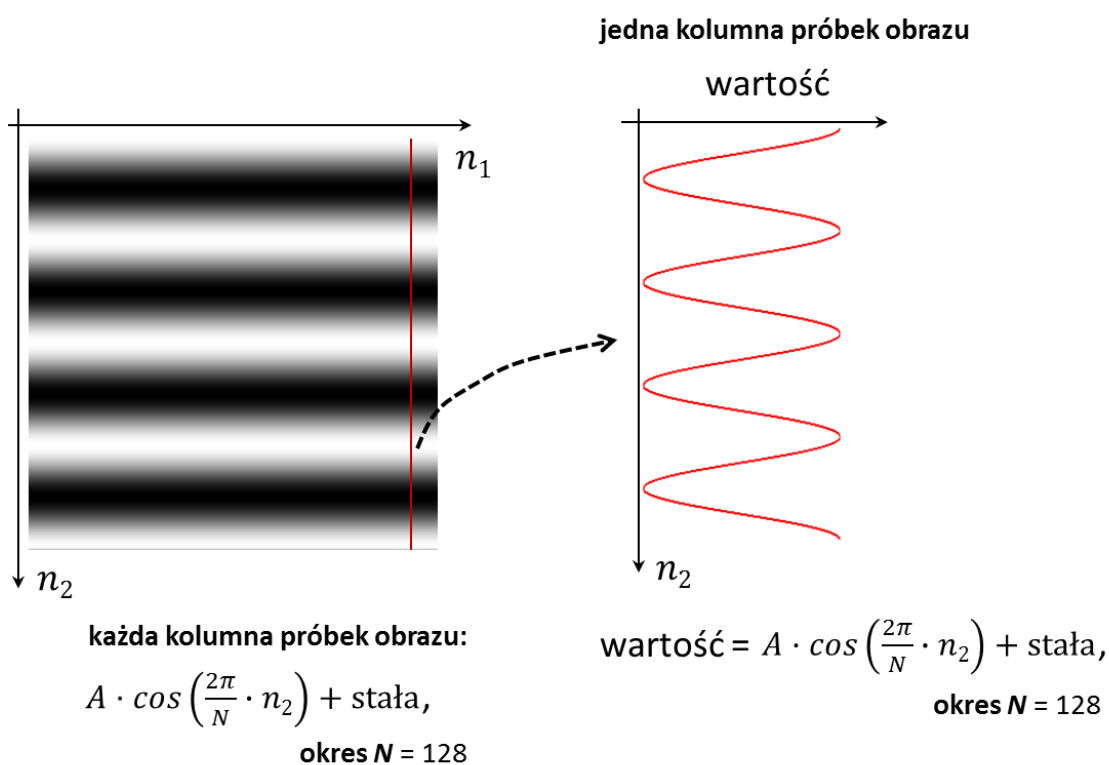 jedna kolumna próbek obrazu
wartość
n₁
n₂
n₂
każda kolumna próbek obrazu:
A · cos(2π/N · n₂) + stała,
okres N = 128
wartość = A · cos(2π/N · n₂) + stała,
okres N = 128